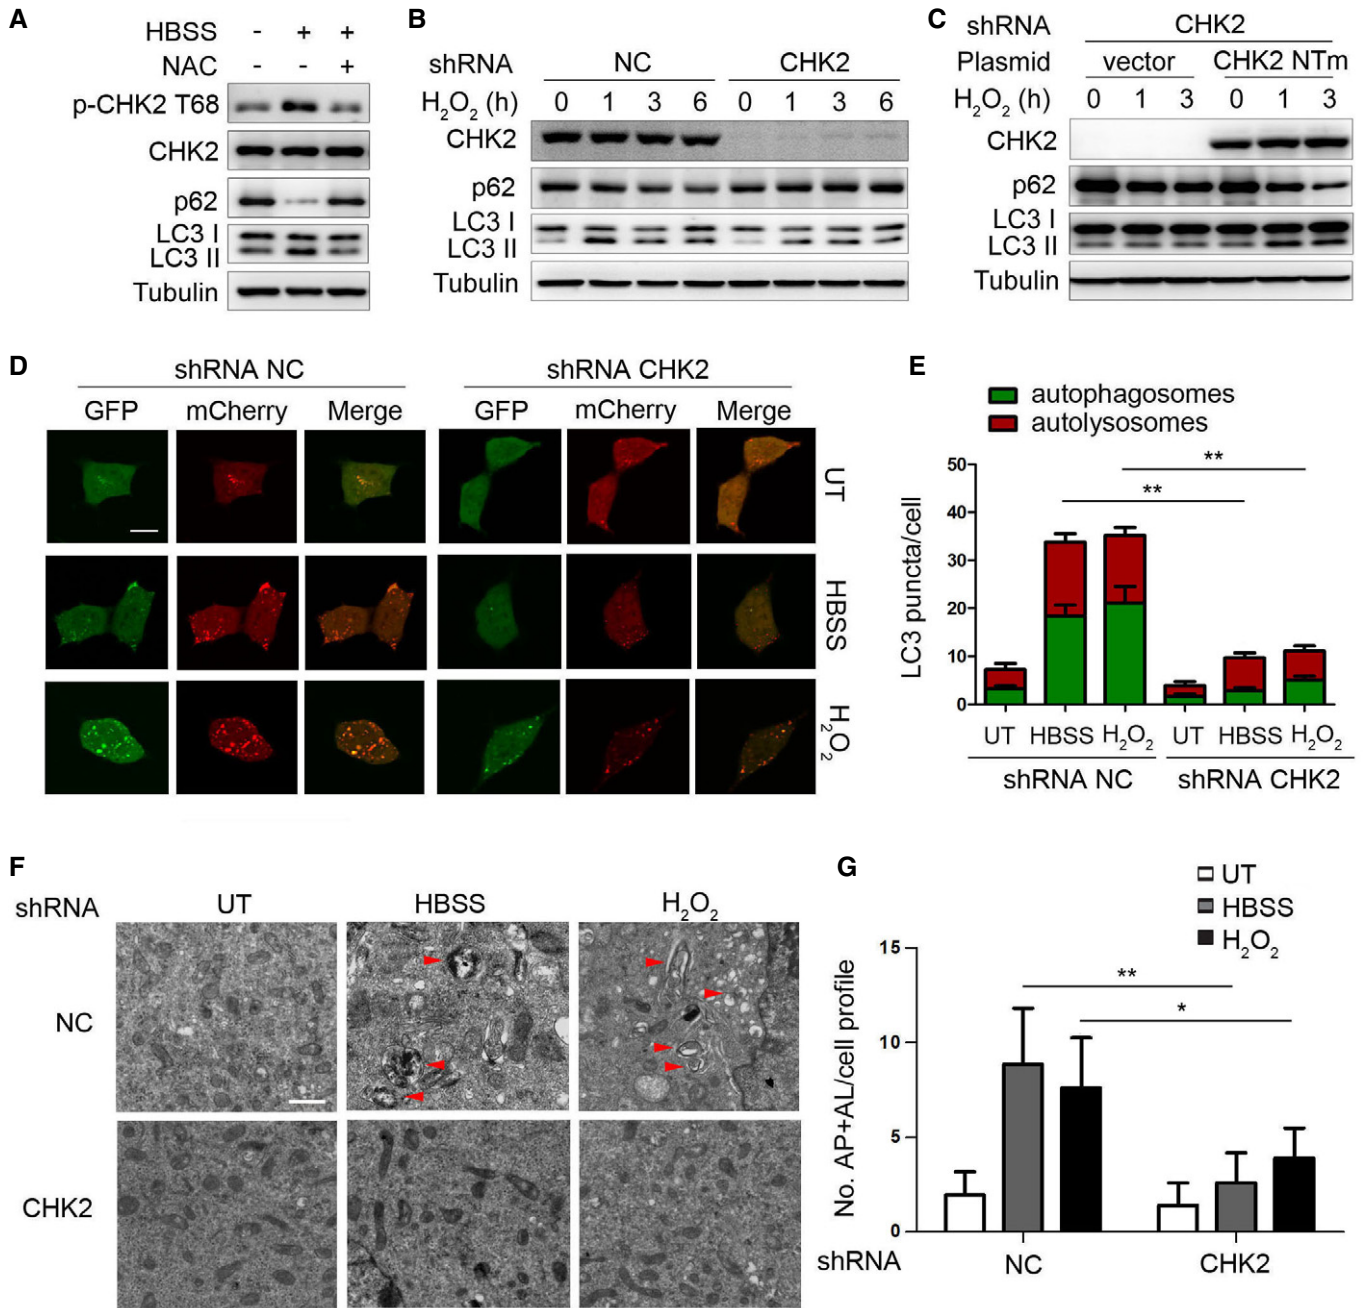 A
HBSS - + +
NAC - - +
p-CHK2 T68
CHK2
p62
LC3 I
LC3 II
Tubulin
B
shRNA NC CHK2
H2O2 (h) 0 1 3 6 0 1 3 6
CHK2
p62
LC3 I
LC3 II
Tubulin
C
shRNA CHK2
Plasmid vector CHK2 NTm
H2O2 (h) 0 1 3 0 1 3
CHK2
p62
LC3 I
LC3 II
Tubulin
D
shRNA NC shRNA CHK2
GFP mCherry Merge GFP mCherry Merge
UT
HBSS
H2O2
E
autophagosomes
autolysosomes
LC3 puncta/cell
50
40
30
20
10
0
**
**
UT HBSS H2O2 UT HBSS H2O2
shRNA NC shRNA CHK2
F
shRNA UT HBSS H2O2
NC
CHK2
G
UT
HBSS
H2O2
No. AP+AL/cell profile
15
10
5
0
**
*
shRNA NC CHK2